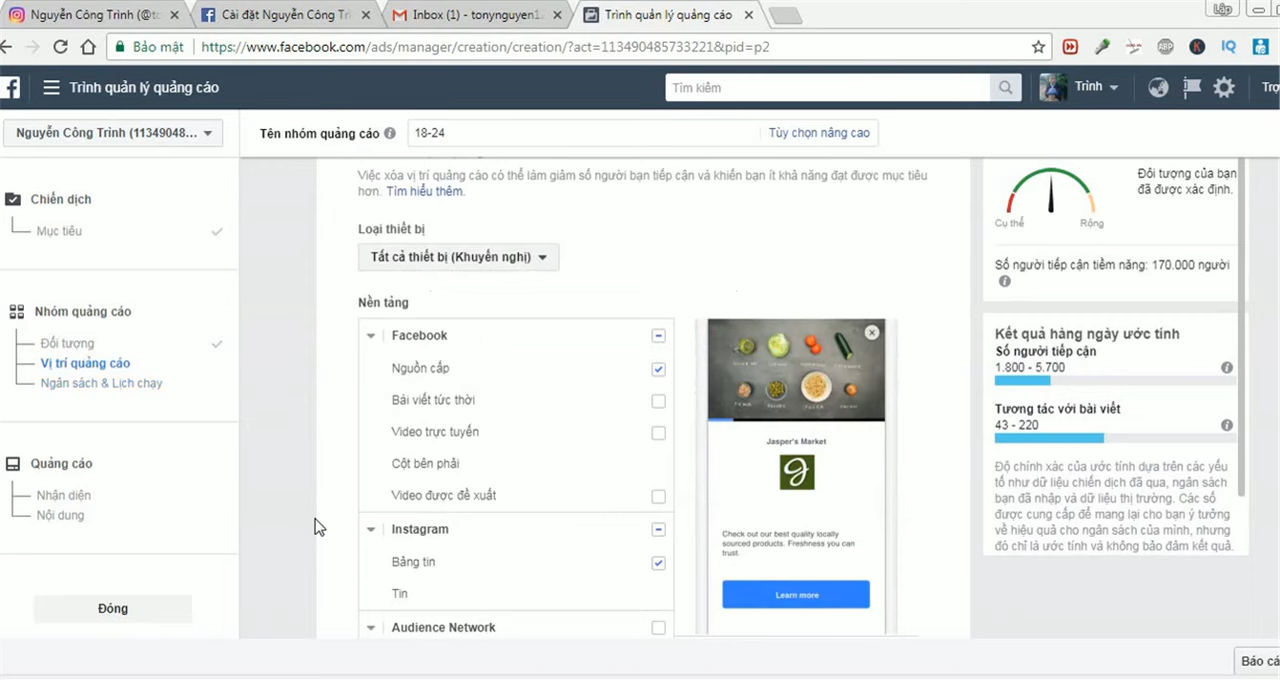 Nguyễn Công Trình (@to
Cài đặt Nguyễn Công Tr
Inbox (1) - tonynguyen1
Trình quản lý quảng cáo
Lập
Bảo mật
https://www.facebook.com/ads/manager/creation/creation/?act=113490485733221&pid=p2
ABP
K
IQ
Trình quản lý quảng cáo
Tìm kiếm
Trình
Trợ
Nguyễn Công Trình (11349048...
Tên nhóm quảng cáo
18-24
Tùy chọn nâng cao
Chiến dịch
Mục tiêu
Nhóm quảng cáo
Đối tượng
Vị trí quảng cáo
Ngân sách & Lịch chạy
Quảng cáo
Nhận diện
Nội dung
Đóng
Việc xóa vị trí quảng cáo có thể làm giảm số người bạn tiếp cận và khiến bạn ít khả năng đạt được mục tiêu
hơn. Tìm hiểu thêm.
Loại thiết bị
Tất cả thiết bị (Khuyến nghị)
Nền tảng
Facebook
Nguồn cấp
Bài viết tức thời
Video trực tuyến
Cột bên phải
Video được đề xuất
Instagram
Bảng tin
Tin
Audience Network
Jasper's Market
Check out our best quality locally
sourced products. Freshness you can
trust.
Learn more
Đối tượng của bạn
đã được xác định.
Cụ thể
Rộng
Số người tiếp cận tiềm năng: 170.000 người
Kết quả hàng ngày ước tính
Số người tiếp cận
1.800 - 5.700
Tương tác với bài viết
43 - 220
Độ chính xác của ước tính dựa trên các yếu
tố như dữ liệu chiến dịch đã qua, ngân sách
bạn đã nhập và dữ liệu thị trường. Các số
được cung cấp để mang lại cho bạn ý tưởng
về hiệu quả cho ngân sách của mình, nhưng
đó chỉ là ước tính và không bảo đảm kết quả.
Báo cá